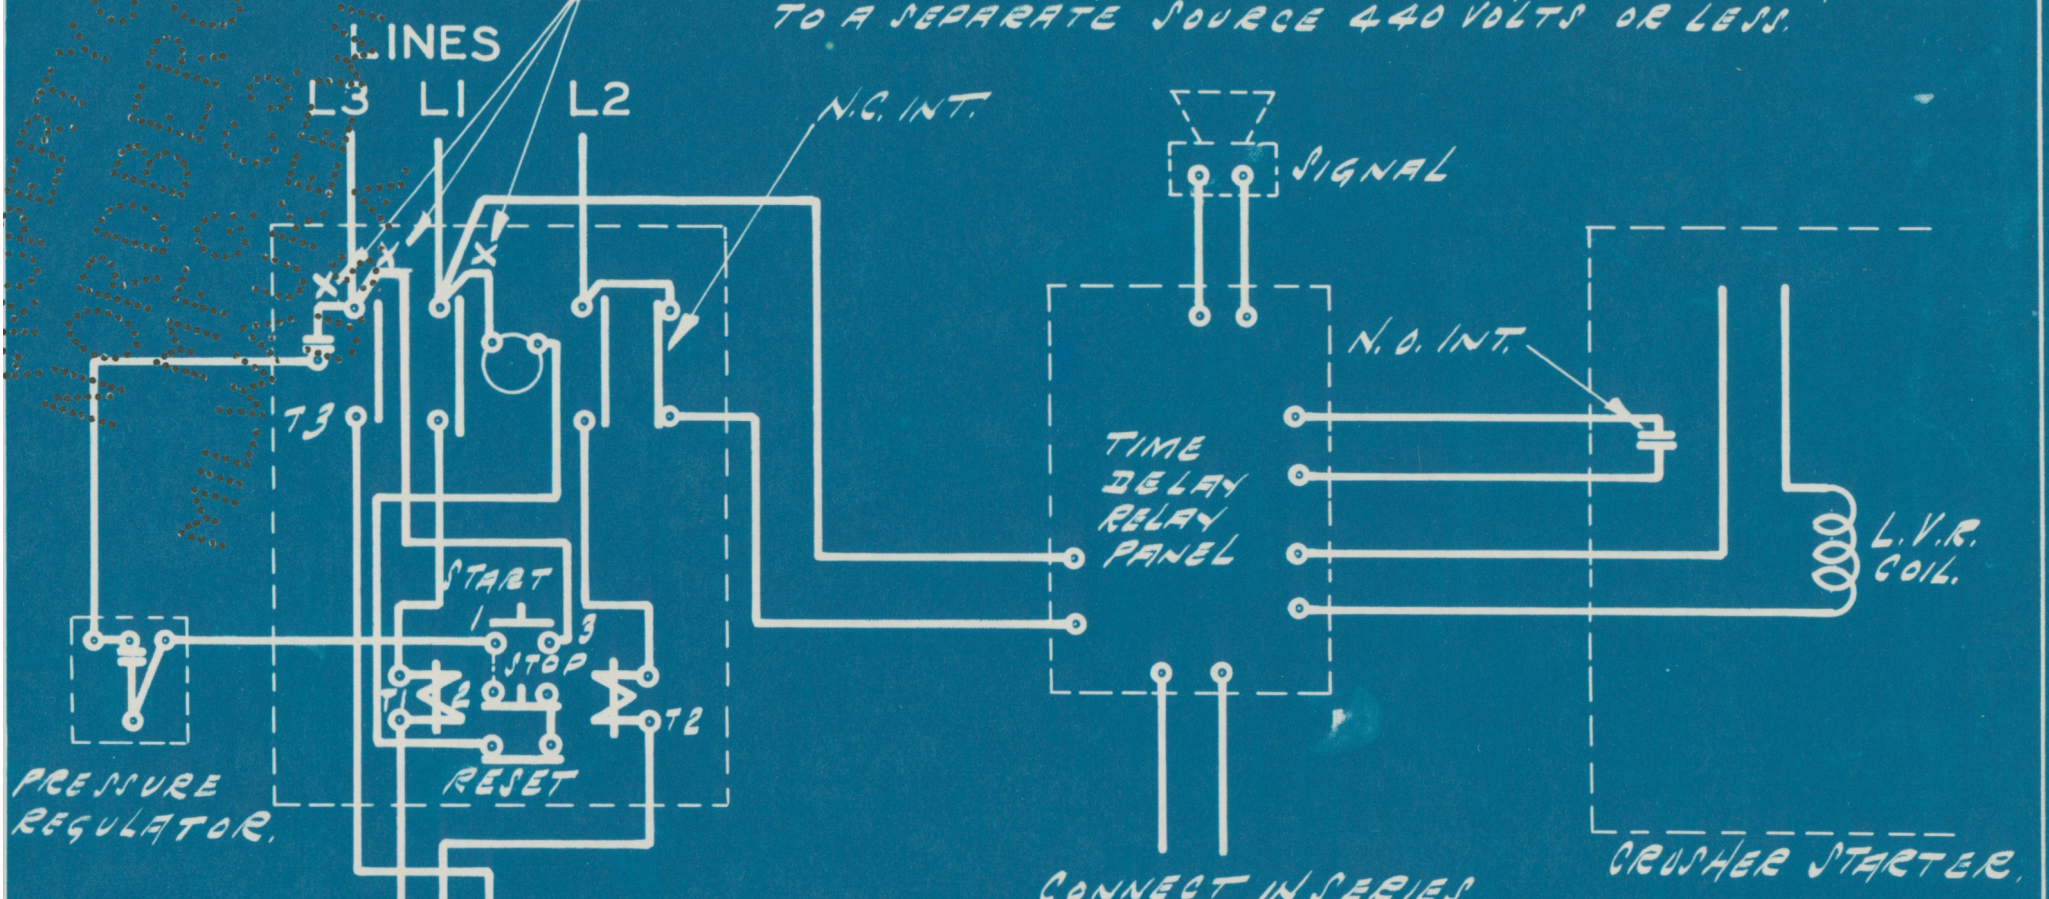 TO A SEPARATE SOURCE 440 VOLTS OR LESS.
LINES
L3 L1 L2
N.C. INT.
SIGNAL
X X X
N.O. INT.
T3
TIME
DELAY
RELAY
PANEL
L.V.R.
COIL.
START
1 3
STOP
T1 2
T2
RESET
PRESSURE
REGULATOR.
CRUSHER STARTER.
CONNECT IN SERIES